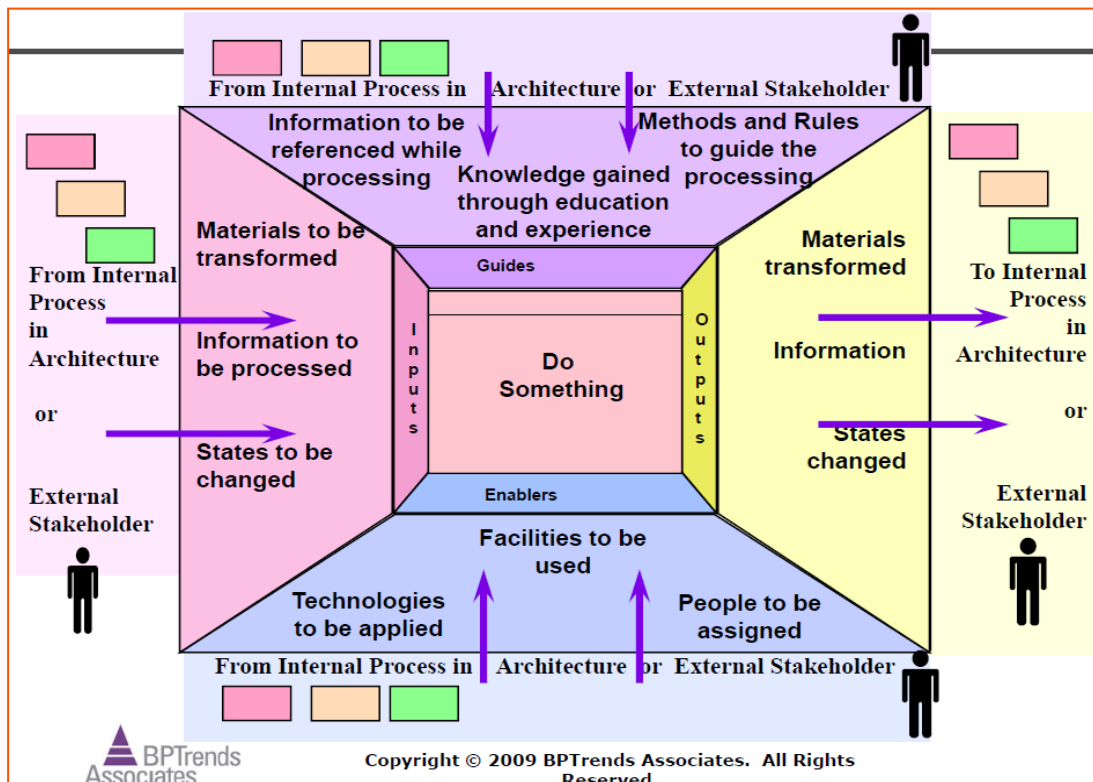 From Internal Process in Architecture or External Stakeholder
Information to be
referenced while
processing
Methods and Rules
to guide the
processing
Knowledge gained
through education
and experience
Guides
From Internal
Process
in
Architecture
or
External
Stakeholder
Materials to be
transformed
Information to
be processed
States to be
changed
Inputs
Do
Something
Outputs
Materials
transformed
Information
States
changed
To Internal
Process
in
Architecture
or
External
Stakeholder
Enablers
Facilities to be
used
Technologies
to be applied
People to be
assigned
From Internal Process in Architecture or External Stakeholder
BPTrends
Associates
Copyright © 2009 BPTrends Associates. All Rights
Reserved